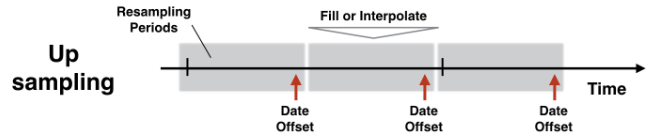 Resampling
Periods
Fill or Interpolate
Up
sampling
Time
Date
Offset
Date
Offset
Date
Offset